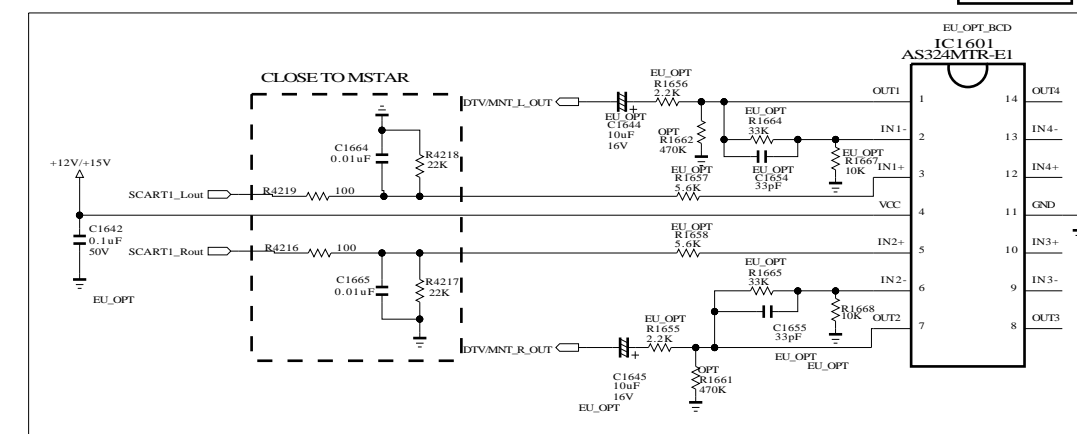 EU_OPT_BCD
IC1601
AS324MTR-E1
CLOSE TO MSTAR
+12V/+15V
C1642
0.1uF
50V
EU_OPT
SCART1_Lout
R4219
100
C1664
0.01uF
R4218
22K
SCART1_Rout
R4216
100
C1665
0.01uF
R4217
22K
DTV/MNT_L_OUT
EU_OPT
C1644
10uF
16V
EU_OPT
R1656
2.2K
OPT
R1662
470K
EU_OPT
R1664
33K
EU_OPT
C1654
33pF
EU_OPT
R1667
10K
EU_OPT
R1657
5.6K
EU_OPT
R1658
5.6K
EU_OPT
R1665
33K
C1655
33pF
EU_OPT
R1668
10K
EU_OPT
DTV/MNT_R_OUT
C1645
10uF
16V
EU_OPT
EU_OPT
R1655
2.2K
OPT
R1661
470K
OUT1
1
14
OUT4
IN1-
2
13
IN4-
IN1+
3
12
IN4+
VCC
4
11
GND
IN2+
5
10
IN3+
IN2-
6
9
IN3-
OUT2
7
8
OUT3